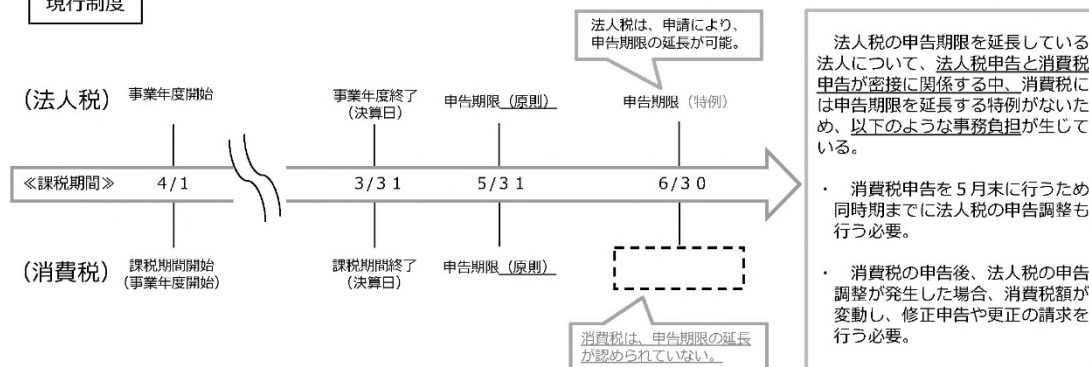 現行制度
法人税は、申請により、
申告期限の延長が可能。
(法人税)
事業年度開始
事業年度終了
(決算日)
申告期限（原則）
申告期限（特例）
≪課税期間≫
4/1
3/31
5/31
6/30
(消費税)
課税期間開始
(事業年度開始)
課税期間終了
(決算日)
申告期限（原則）
消費税は、申告期限の延長
が認められていない。
法人税の申告期限を延長している
法人について、法人税申告と消費税
申告が密接に関係する中、消費税に
は申告期限を延長する特例がないた
め、以下のような事務負担が生じて
いる。
・ 消費税申告を５月末に行うため
同時期までに法人税の申告調整も
行う必要。
・ 消費税の申告後、法人税の申告
調整が発生した場合、消費税額が
変動し、修正申告や更正の請求を
行う必要。